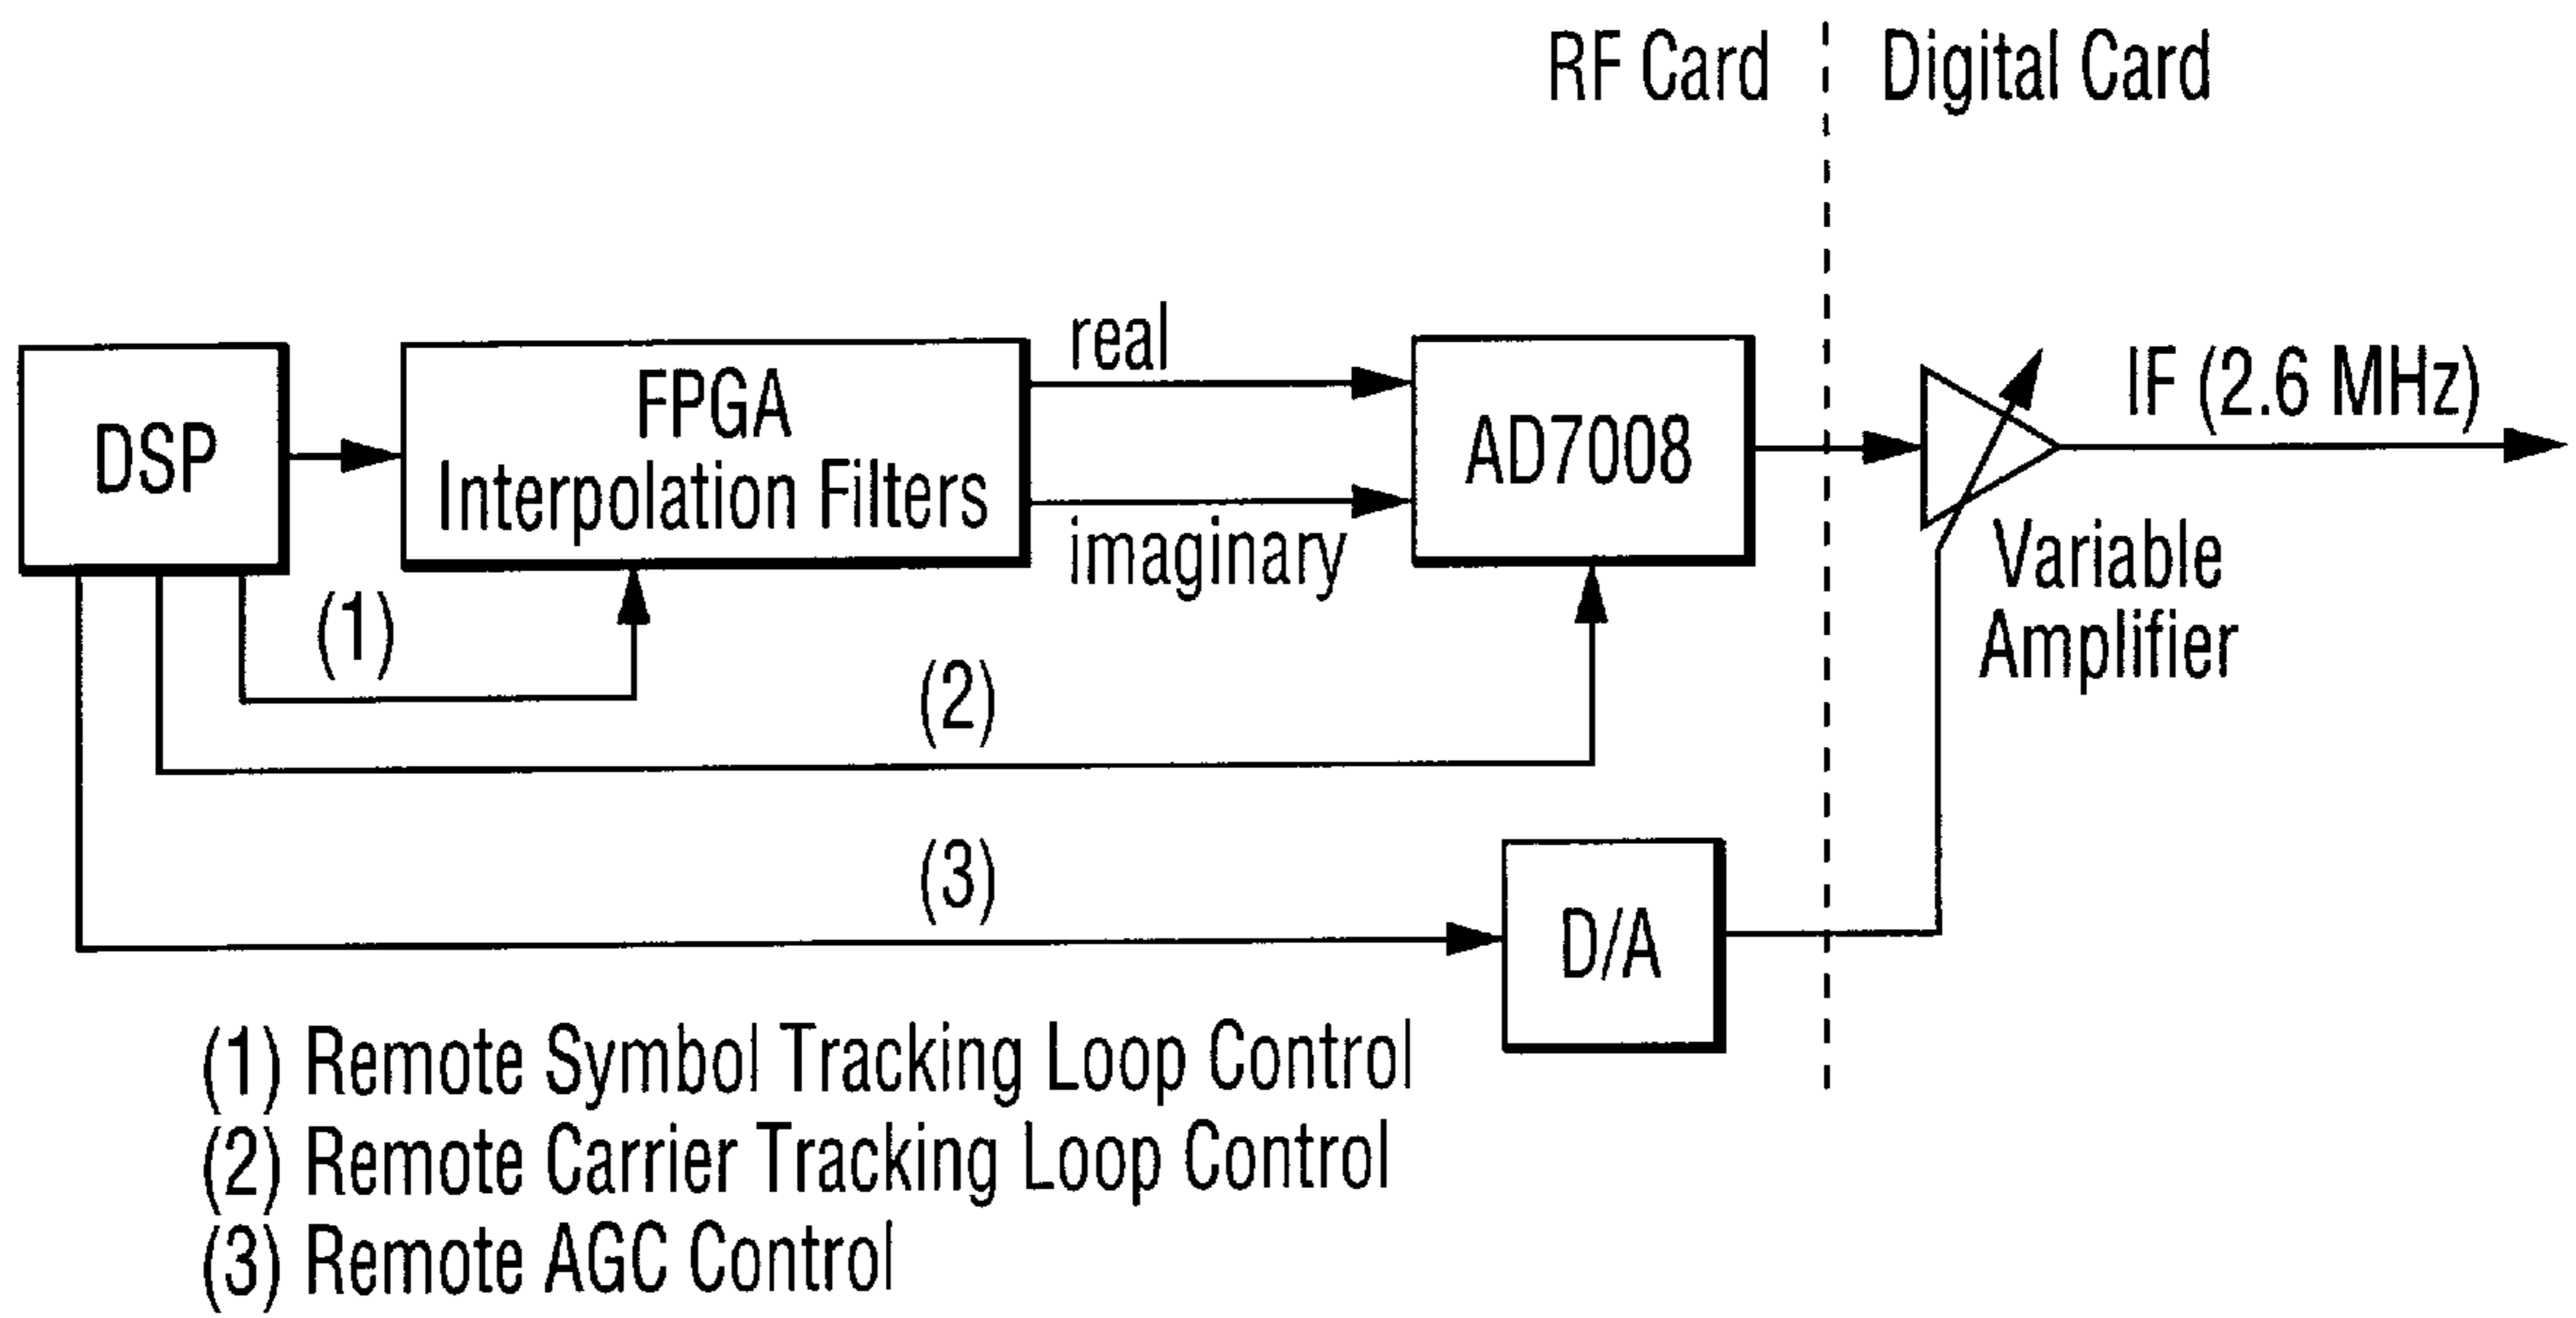 RF Card
Digital Card
real
DSP
FPGA
Interpolation Filters
AD7008
IF (2.6 MHz)
imaginary
Variable
Amplifier
(1)
(2)
(3)
D/A
(1) Remote Symbol Tracking Loop Control
(2) Remote Carrier Tracking Loop Control
(3) Remote AGC Control